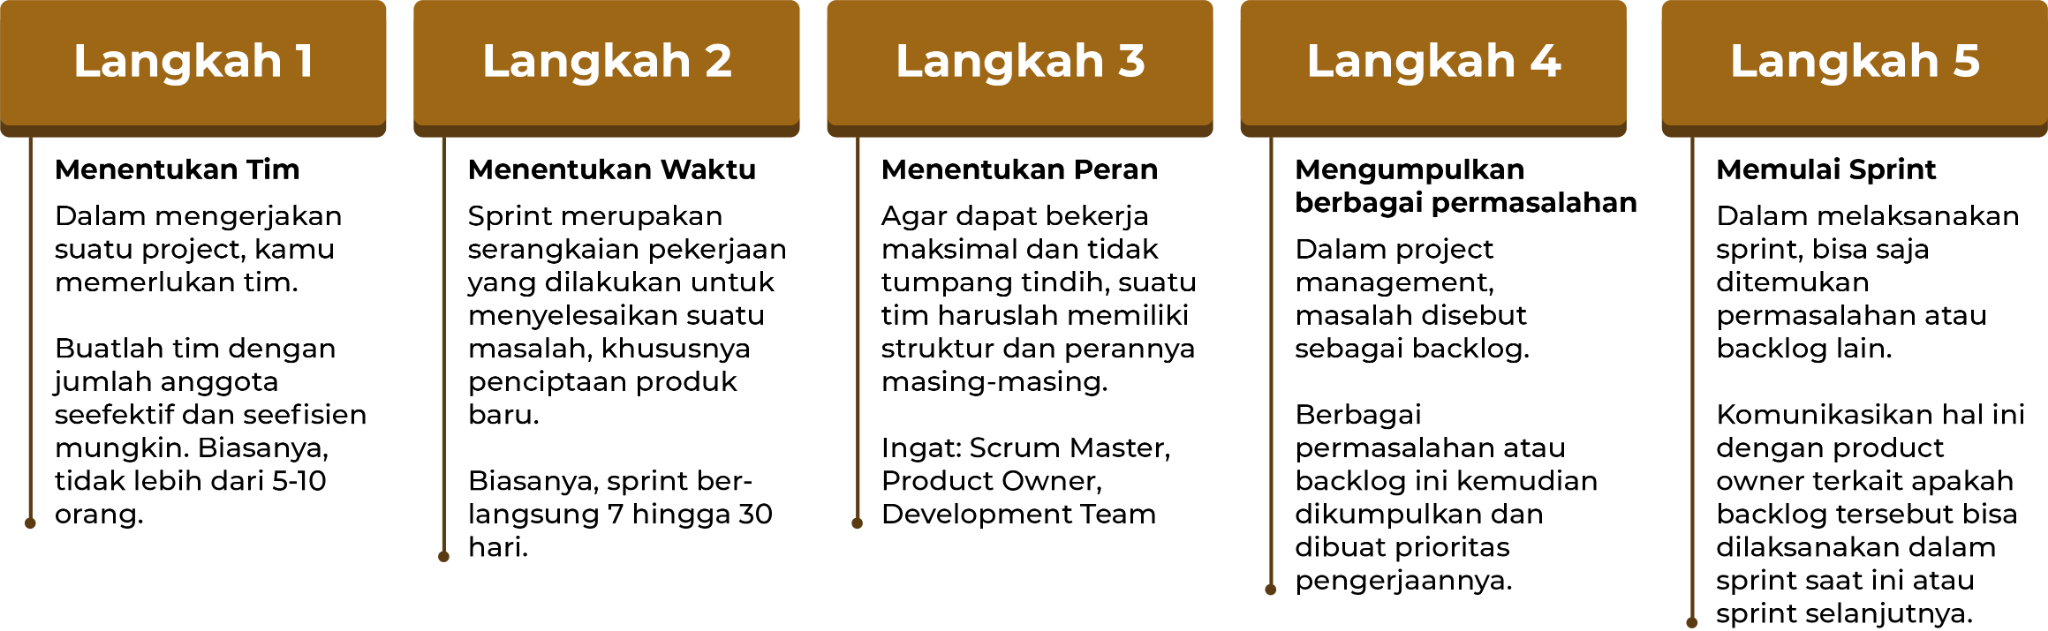 Langkah 1
Menentukan Tim
Dalam mengerjakan
suatu project, kamu
memerlukan tim.
Buatlah tim dengan
jumlah anggota
seefektif dan seefisien
mungkin. Biasanya,
tidak lebih dari 5-10
orang.
Langkah 2
Menentukan Waktu
Sprint merupakan
serangkaian pekerjaan
yang dilakukan untuk
menyelesaikan suatu
masalah, khususnya
penciptaan produk
baru.
Biasanya, sprint ber-
langsung 7 hingga 30
hari.
Langkah 3
Menentukan Peran
Agar dapat bekerja
maksimal dan tidak
tumpang tindih, suatu
tim haruslah memiliki
struktur dan perannya
masing-masing.
Ingat: Scrum Master,
Product Owner,
Development Team
Langkah 4
Mengumpulkan
berbagai permasalahan
Dalam project
management,
masalah disebut
sebagai backlog.
Berbagai
permasalahan atau
backlog ini kemudian
dikumpulkan dan
dibuat prioritas
pengerjaannya.
Langkah 5
Memulai Sprint
Dalam melaksanakan
sprint, bisa saja
ditemukan
permasalahan atau
backlog lain.
Komunikasikan hal ini
dengan product
owner terkait apakah
backlog tersebut bisa
dilaksanakan dalam
sprint saat ini atau
sprint selanjutnya.